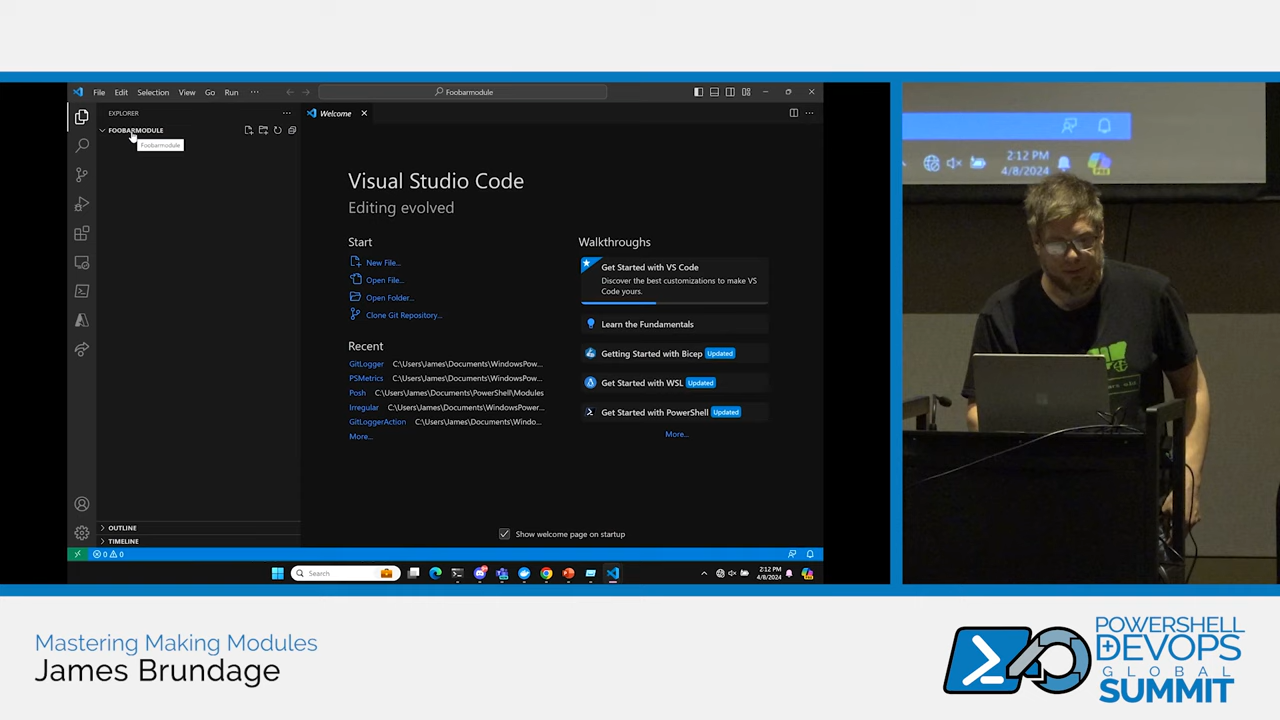 File Edit Selection View Go Run ...
Foobarmodule
EXPLORER
FOOBARMODULE
Foobarmodule
Welcome
Visual Studio Code
Editing evolved
Start
New File...
Open File...
Open Folder...
Clone Git Repository...
Recent
GitLogger C:\Users\James\Documents\WindowsPow...
PSMetrics C:\Users\James\Documents\WindowsPow...
Posh C:\Users\James\Documents\PowerShell\Modules
Irregular C:\Users\James\Documents\WindowsPower...
GitLoggerAction C:\Users\James\Documents\Windo...
More...
Walkthroughs
Get Started with VS Code
Discover the best customizations to make VS
Code yours.
Learn the Fundamentals
Getting Started with Bicep Updated
Get Started with WSL Updated
Get Started with PowerShell Updated
More...
Show welcome page on startup
OUTLINE
TIMELINE
0 0
Search
2:12 PM
4/8/2024
2:12 PM
4/8/2024
Mastering Making Modules
James Brundage
POWERSHELL
DEVOPS
GLOBAL
SUMMIT